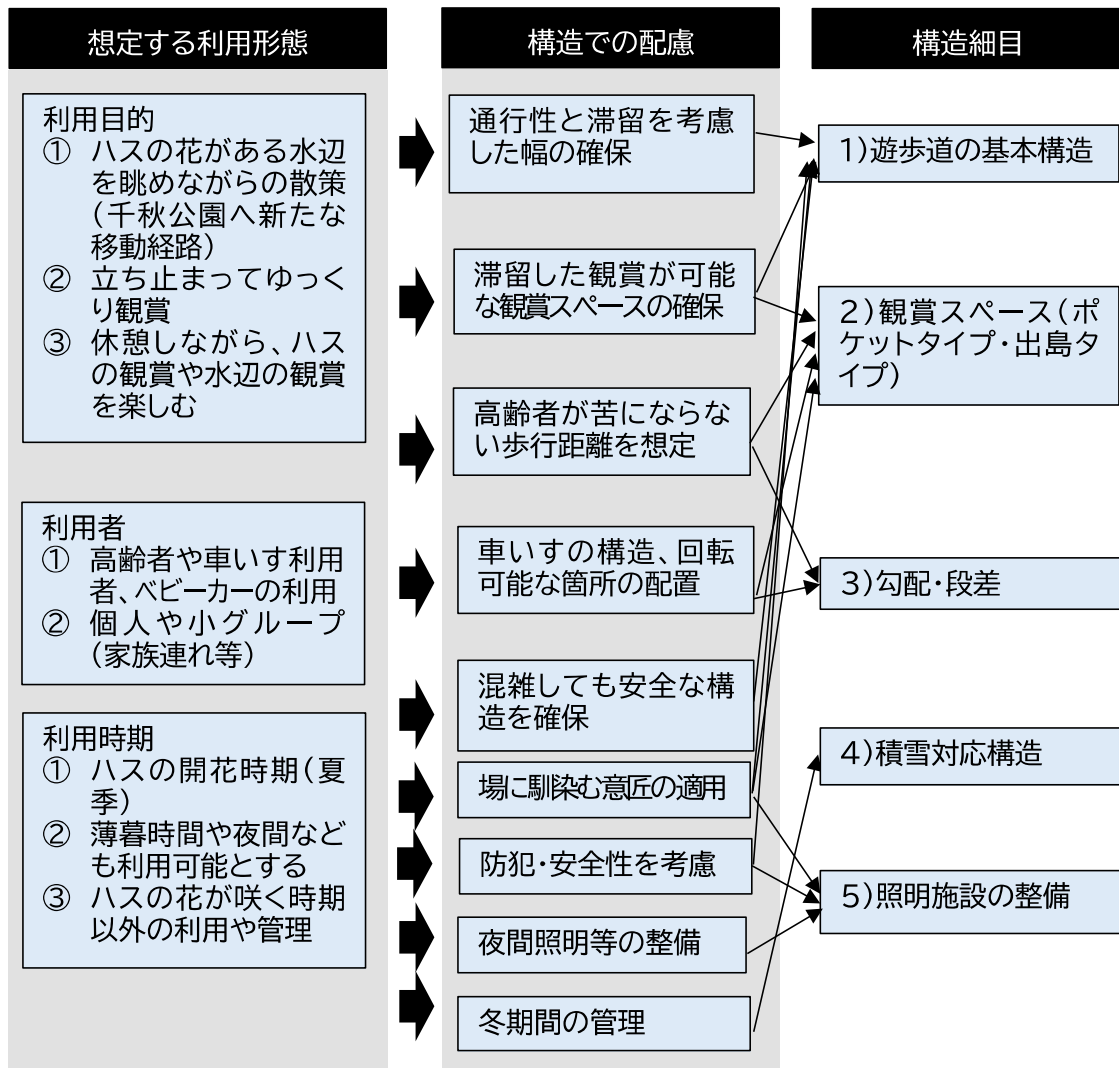 想定する利用形態
利用目的
① ハスの花がある水辺
を眺めながらの散策
（千秋公園へ新たな
移動経路）
② 立ち止まってゆっく
り観賞
③ 休憩しながら、ハス
の観賞や水辺の観賞
を楽しむ
利用者
① 高齢者や車いす利用
者、ベビーカーの利用
② 個人や小グループ
（家族連れ等）
利用時期
① ハスの開花時期（夏
季）
② 薄暮時間や夜間など
も利用可能とする
③ ハスの花が咲く時期
以外の利用や管理
構造での配慮
通行性と滞留を考慮
した幅の確保
滞留した観賞が可能
な観賞スペースの確保
高齢者が苦にならな
い歩行距離を想定
車いすの構造、回転
可能な箇所の配置
混雑しても安全な構
造を確保
場に馴染む意匠の適用
防犯・安全性を考慮
夜間照明等の整備
冬期間の管理
構造細目
1）遊歩道の基本構造
2）観賞スペース（ポ
ケットタイプ・出島タ
イプ）
3）勾配・段差
4）積雪対応構造
5）照明施設の整備